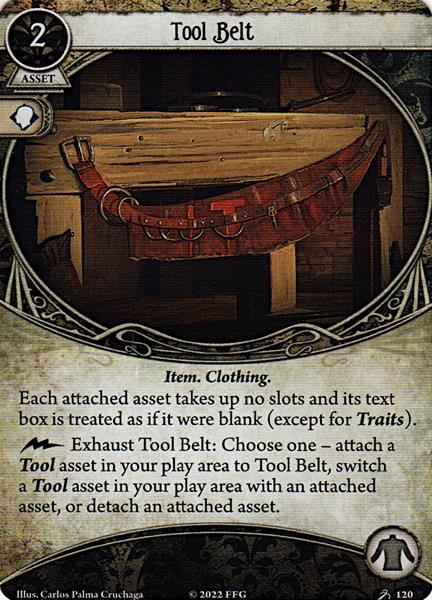 2
Tool Belt
ASSET
Item. Clothing.
Each attached asset takes up no slots and its text
box is treated as if it were blank (except for Traits).
Exhaust Tool Belt: Choose one – attach a
Tool asset in your play area to Tool Belt, switch
a Tool asset in your play area with an attached
asset, or detach an attached asset.
Illus. Carlos Palma Cruchaga
© 2022 FFG
120